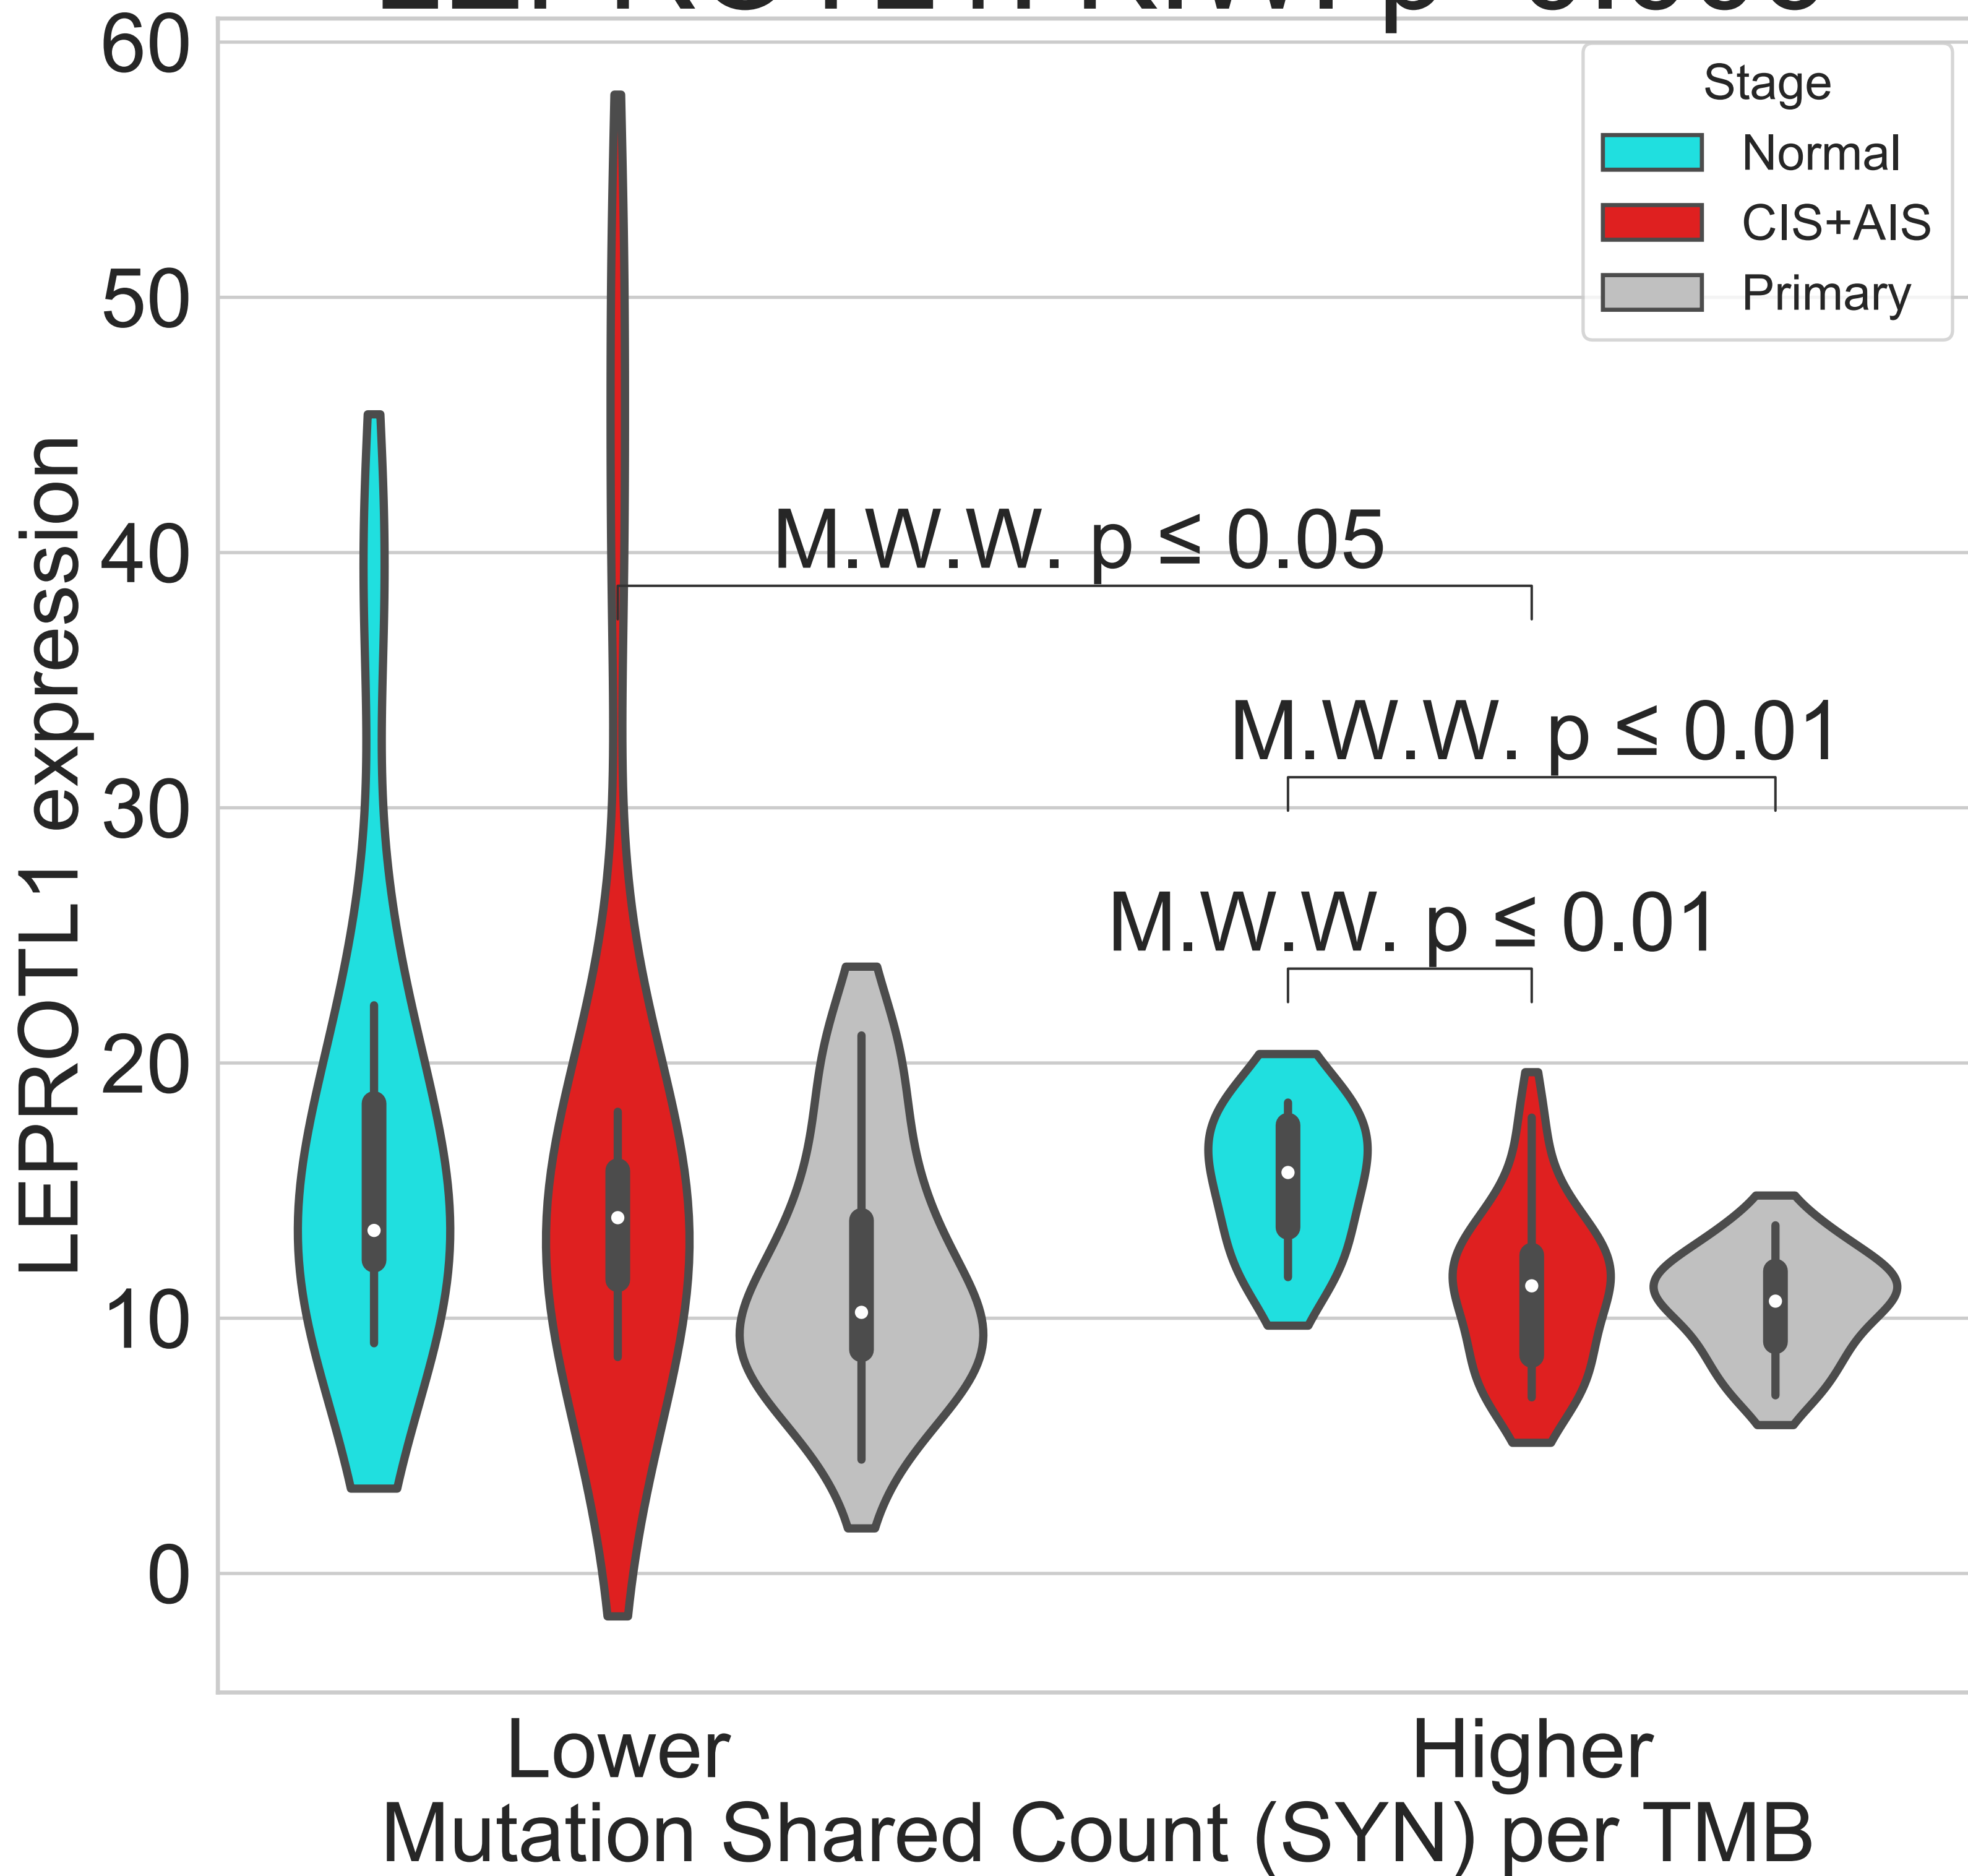 60
50
40
30
20
10
0
LEPROTL1 expression
Stage
Normal
CIS+AIS
Primary
M.W.W. p ≤ 0.05
M.W.W. p ≤ 0.01
M.W.W. p ≤ 0.01
Lower
Higher
Mutation Shared Count (SYN) per TMB